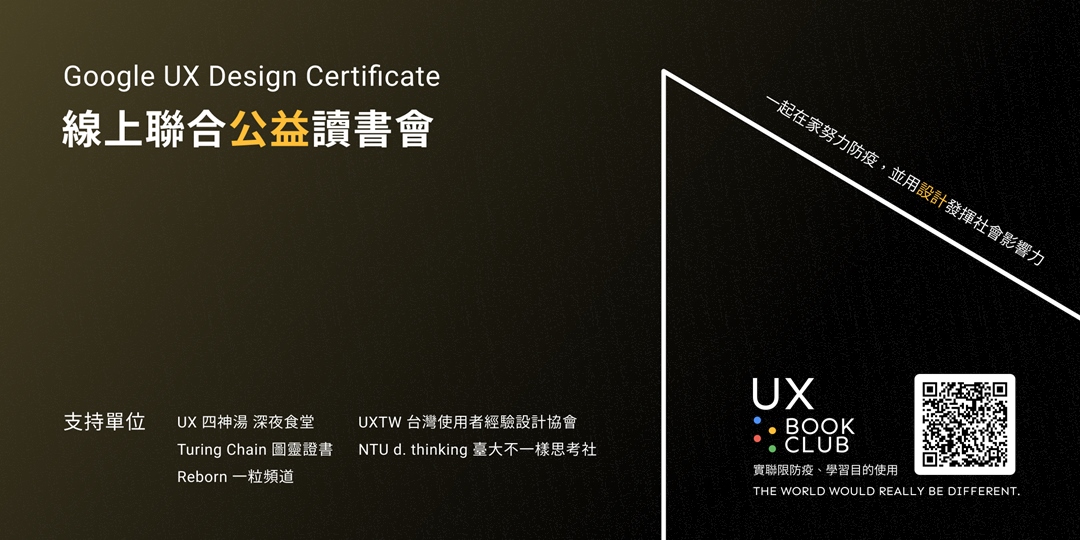 Google UX Design Certificate
線上聯合公益讀書會
一起在家努力防疫，並用設計發揮社會影響力
支持單位
UX 四神湯 深夜食堂
Turing Chain 圖靈證書
Reborn 一粒頻道
UXTW 台灣使用者經驗設計協會
NTU d. thinking 臺大不一樣思考社
UX
BOOK
CLUB
實聯限防疫、學習目的使用
THE WORLD WOULD REALLY BE DIFFERENT.